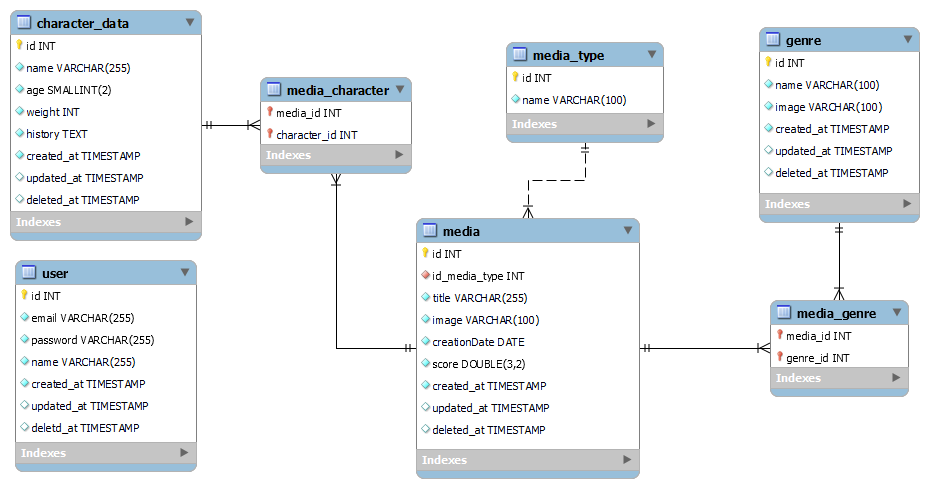 character_data
id INT
name VARCHAR(255)
age SMALLINT(2)
weight INT
history TEXT
created_at TIMESTAMP
updated_at TIMESTAMP
deleted_at TIMESTAMP
Indexes
media_character
media_id INT
character_id INT
Indexes
media_type
id INT
name VARCHAR(100)
Indexes
genre
id INT
name VARCHAR(100)
image VARCHAR(100)
created_at TIMESTAMP
updated_at TIMESTAMP
deleted_at TIMESTAMP
Indexes
user
id INT
email VARCHAR(255)
password VARCHAR(255)
name VARCHAR(255)
created_at TIMESTAMP
updated_at TIMESTAMP
deletd_at TIMESTAMP
Indexes
media
id INT
id_media_type INT
title VARCHAR(255)
image VARCHAR(100)
creationDate DATE
score DOUBLE(3,2)
created_at TIMESTAMP
updated_at TIMESTAMP
deleted_at TIMESTAMP
Indexes
media_genre
media_id INT
genre_id INT
Indexes